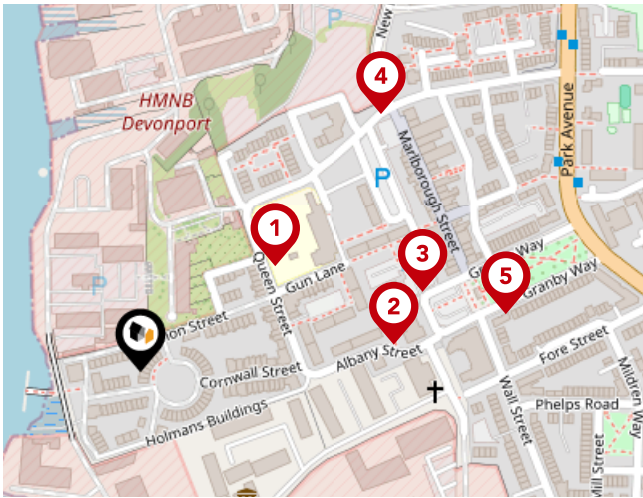 New
4
HMNB
Devonport
P
Park Avenue
Marlborough Street
1
3
Queen Street
Gun Lane
5
Granby Way
P
2
Albany Street
Fore Street
Cornwall Street
Holmans Buildings
Wall Street
Phelps Road
Mildren Way
Mill Street